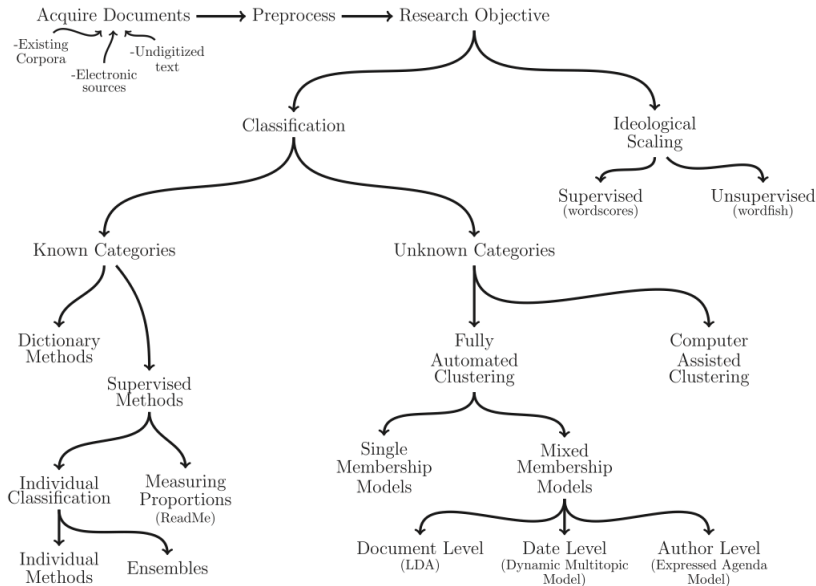 Acquire Documents
Preprocess
Research Objective
-Existing
Corpora
-Electronic
sources
-Undigitized
text
Classification
Ideological
Scaling
Supervised
(wordscores)
Unsupervised
(wordfish)
Known Categories
Unknown Categories
Dictionary
Methods
Supervised
Methods
Fully
Automated
Clustering
Computer
Assisted
Clustering
Individual
Classification
Measuring
Proportions
(ReadMe)
Single
Membership
Models
Mixed
Membership
Models
Individual
Methods
Ensembles
Document Level
(LDA)
Date Level
(Dynamic Multitopic
Model)
Author Level
(Expressed Agenda
Model)